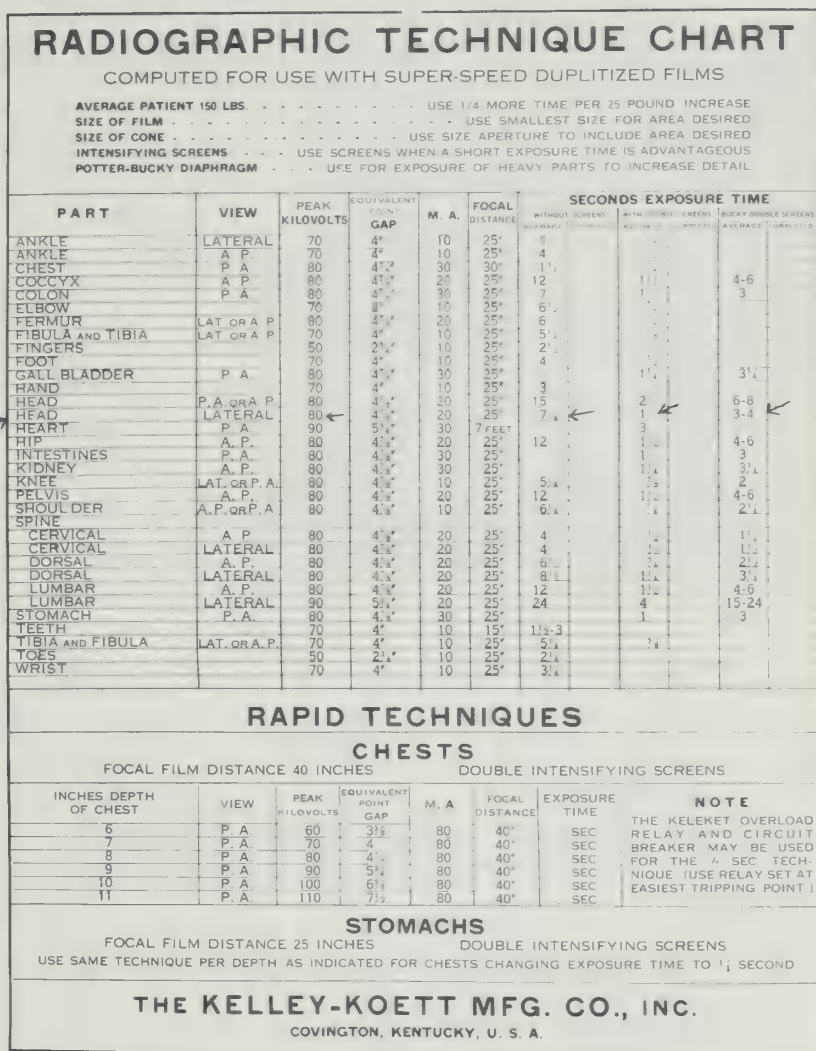 RADIOGRAPHIC TECHNIQUE CHART
COMPUTED FOR USE WITH SUPER-SPEED DUPLITIZED FILMS
AVERAGE PATIENT 150 LBS. - - - - - - - - - - USE 1/4 MORE TIME PER 25 POUND INCREASE
SIZE OF FILM - - - - - - - - - - - - - - - USE SMALLEST SIZE FOR AREA DESIRED
SIZE OF CONE - - - - - - - - - - - - USE SIZE APERTURE TO INCLUDE AREA DESIRED
INTENSIFYING SCREENS - - - USE SCREENS WHEN A SHORT EXPOSURE TIME IS ADVANTAGEOUS
POTTER-BUCKY DIAPHRAGM - - - USE FOR EXPOSURE OF HEAVY PARTS TO INCREASE DETAIL
PART VIEW PEAK KILOVOLTS EQUIVALENT POINT GAP M. A. FOCAL DISTANCE SECONDS EXPOSURE TIME
WITHOUT SCREENS WITH SCREENS BUCKY DOUBLE SCREENS
AVERAGE AVERAGE
ANKLE LATERAL 70 4" 10 25"
ANKLE A P. 70 4" 10 25" 4
CHEST P A 80 30 30"
COCCYX A P 80 20 25" 12 4-6
COLON P A 80 30 25" 7 1 3
ELBOW 70 10 25"
FERMUR LAT OR A P 80 20 25" 6
FIBULA AND TIBIA LAT OR A P 70 4" 10 25"
FINGERS 50 10 25"
FOOT 70 4" 10 25" 4
GALL BLADDER P A 80 30 25"
HAND 70 4" 10 25" 3
HEAD P. A. OR A P 80 20 25" 15 2 6-8
HEAD LATERAL 80 20 25" 1 3-4
HEART P. A. 90 30 7 FEET 3
HIP A. P. 80 20 25" 12 4-6
INTESTINES P. A. 80 30 25" 1 3
KIDNEY A. P. 80 30 25"
KNEE LAT. OR P. A. 80 10 25" 2
PELVIS A. P. 80 20 25" 12 4-6
SHOULDER A. P. OR P. A 80 10 25"
SPINE
CERVICAL A P 80 20 25" 4
CERVICAL LATERAL 80 20 25" 4
DORSAL A. P. 80 20 25"
DORSAL LATERAL 80 20 25"
LUMBAR A. P. 80 20 25" 12 4-6
LUMBAR LATERAL 90 20 25" 24 4 15-24
STOMACH P. A. 80 30 25" 1 3
TEETH 70 4" 10 15" 1½-3
TIBIA AND FIBULA LAT. OR A. P. 70 4" 10 25"
TOES 50 10 25"
WRIST 70 4" 10 25"
RAPID TECHNIQUES
CHESTS
FOCAL FILM DISTANCE 40 INCHES DOUBLE INTENSIFYING SCREENS
INCHES DEPTH OF CHEST VIEW PEAK KILOVOLTS EQUIVALENT POINT GAP M. A FOCAL DISTANCE EXPOSURE TIME
6 P. A. 60 80 40" SEC
7 P. A. 70 4 80 40" SEC
8 P. A. 80 80 40" SEC
9 P. A. 90 80 40" SEC
10 P. A. 100 80 40" SEC
11 P. A. 110 7½ 80 40" SEC
NOTE
THE KELEKET OVERLOAD
RELAY AND CIRCUIT
BREAKER MAY BE USED
FOR THE SEC TECH-
NIQUE (USE RELAY SET AT
EASIEST TRIPPING POINT)
STOMACHS
FOCAL FILM DISTANCE 25 INCHES DOUBLE INTENSIFYING SCREENS
USE SAME TECHNIQUE PER DEPTH AS INDICATED FOR CHESTS CHANGING EXPOSURE TIME TO ¼ SECOND
THE KELLEY-KOETT MFG. CO., INC.
COVINGTON, KENTUCKY, U. S. A.